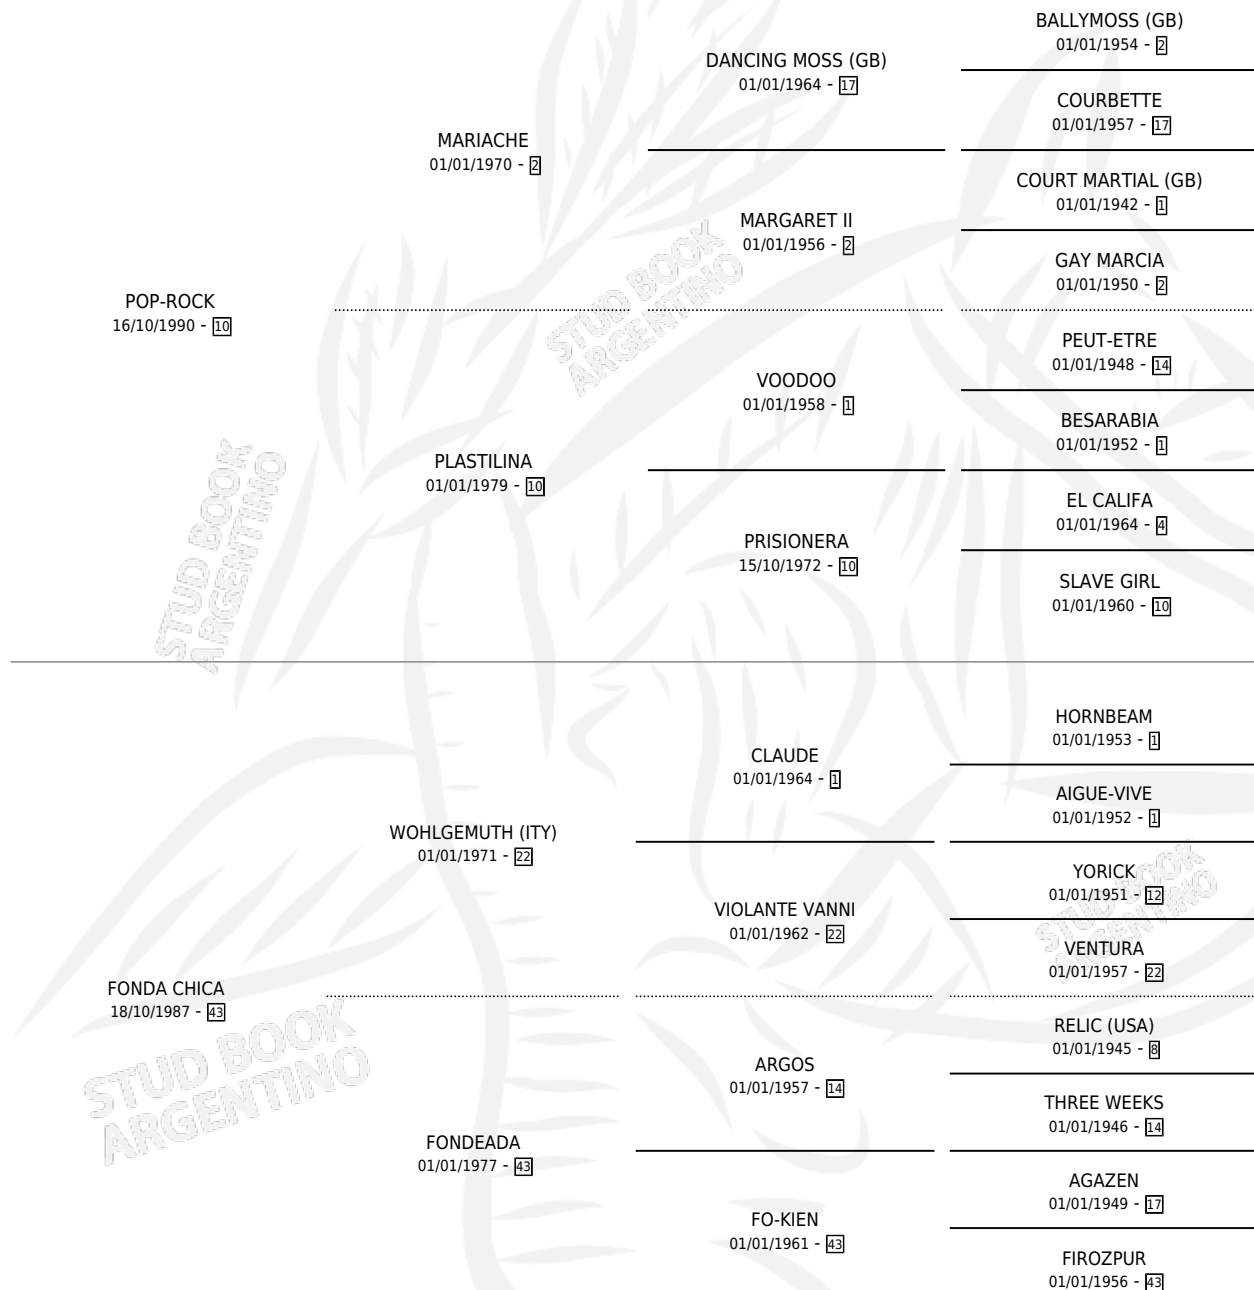 BALLYMOSS (GB)
01/01/1954 - 2
DANCING MOSS (GB)
01/01/1964 - 17
COURBETTE
01/01/1957 - 17
MARIACHE
01/01/1970 - 2
COURT MARTIAL (GB)
01/01/1942 - 1
MARGARET II
01/01/1956 - 2
GAY MARCIA
01/01/1950 - 2
POP-ROCK
16/10/1990 - 10
PEUT-ETRE
01/01/1948 - 14
VOODOO
01/01/1958 - 1
BESARABIA
01/01/1952 - 1
PLASTILINA
01/01/1979 - 10
EL CALIFA
01/01/1964 - 4
PRISIONERA
15/10/1972 - 10
SLAVE GIRL
01/01/1960 - 10
HORNBEAM
01/01/1953 - 1
CLAUDE
01/01/1964 - 1
AIGUE-VIVE
01/01/1952 - 1
WOHLGEMUTH (ITY)
01/01/1971 - 22
YORICK
01/01/1951 - 12
VIOLANTE VANNI
01/01/1962 - 22
VENTURA
01/01/1957 - 22
FONDA CHICA
18/10/1987 - 43
RELIC (USA)
01/01/1945 - 8
ARGOS
01/01/1957 - 14
THREE WEEKS
01/01/1946 - 14
FONDEADA
01/01/1977 - 43
AGAZEN
01/01/1949 - 17
FO-KIEN
01/01/1961 - 43
FIROZPUR
01/01/1956 - 43
STUD BOOK
ARGENTINO
STUD BOOK
ARGENTINO
STUD BOOK
ARGENTINO
STUD BOOK
ARGENTINO